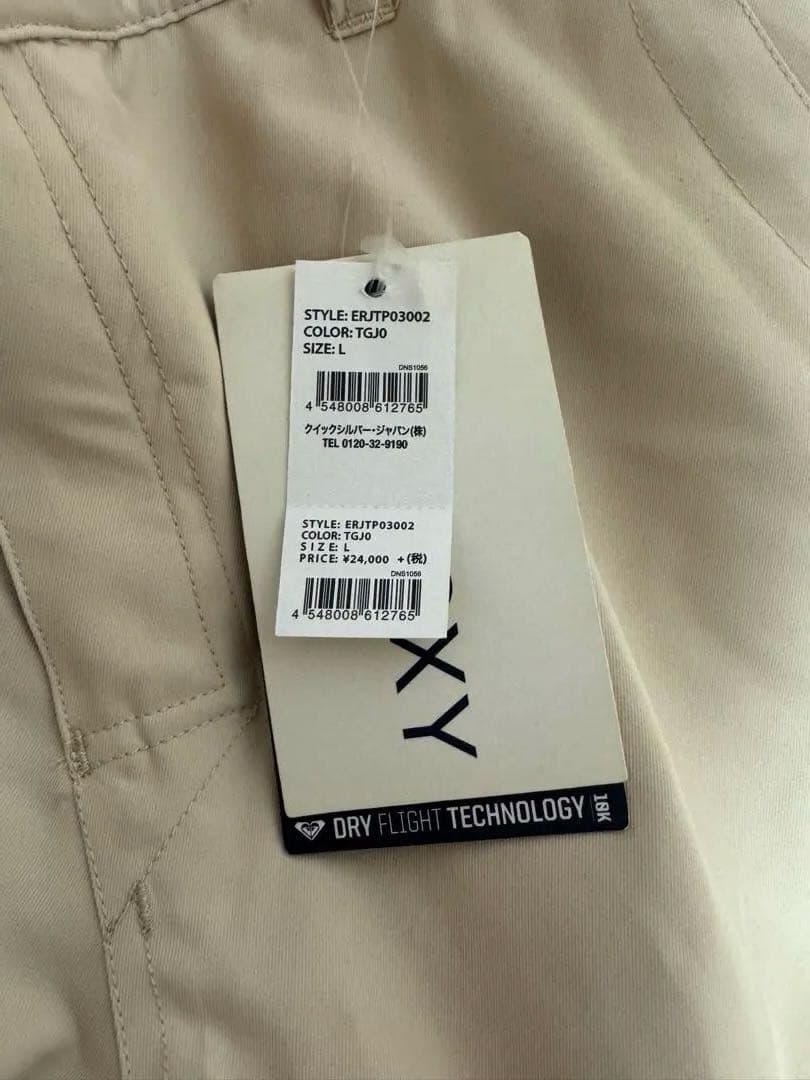 STYLE: ERJTP03002
COLOR: TGJ0
SIZE: L
DNS1056
4 548008 612765
クイックシルバー・ジャパン(株)
TEL 0120-32-9190
STYLE: ERJTP03002
COLOR: TGJ0
SIZE: L
PRICE: ¥24,000 +(税)
DNS1056
4 548008 612765
OXY
DRY FLIGHT TECHNOLOGY 10K